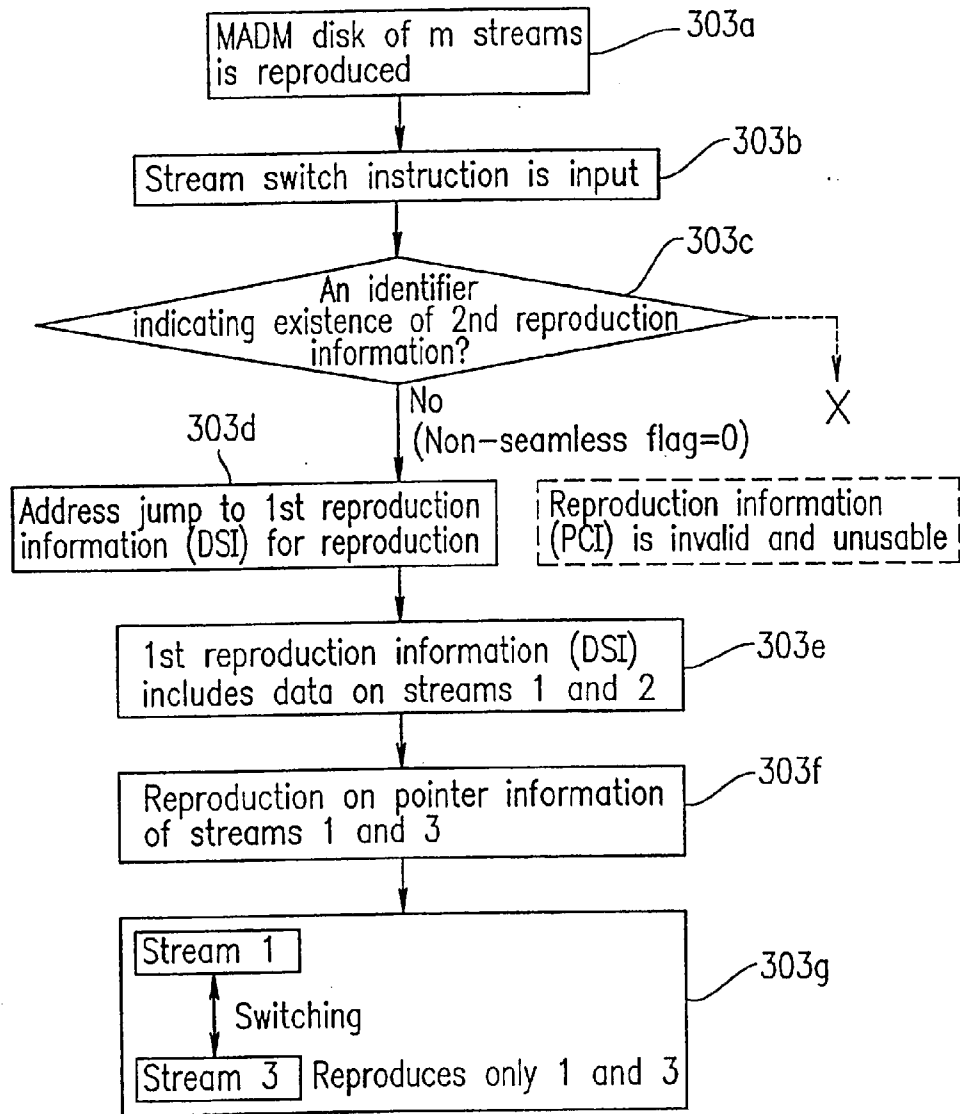 MADM disk of m streams
is reproduced
303a
Stream switch instruction is input
303b
An identifier
indicating existence of 2nd reproduction
information?
303c
X
No
(Non-seamless flag=0)
303d
Address jump to 1st reproduction
information (DSI) for reproduction
Reproduction information
(PCI) is invalid and unusable
1st reproduction information (DSI)
includes data on streams 1 and 2
303e
Reproduction on pointer information
of streams 1 and 3
303f
Stream 1
Switching
Stream 3 Reproduces only 1 and 3
303g